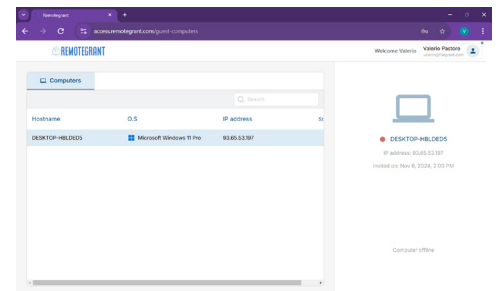 Remotegrant
access.remotegrant.com/guest-computers
REMOTEGRANT
Welcome Valerio
Valerio Pastore
Computers
Search
Hostname O.S IP address
DESKTOP-HBLDED5 Microsoft Windows 11 Pro 93.65.53.197
DESKTOP-HBLDED5
IP address: 93.65.53.197
Invited on: Nov 8, 2024, 2:00 PM
Computer offline